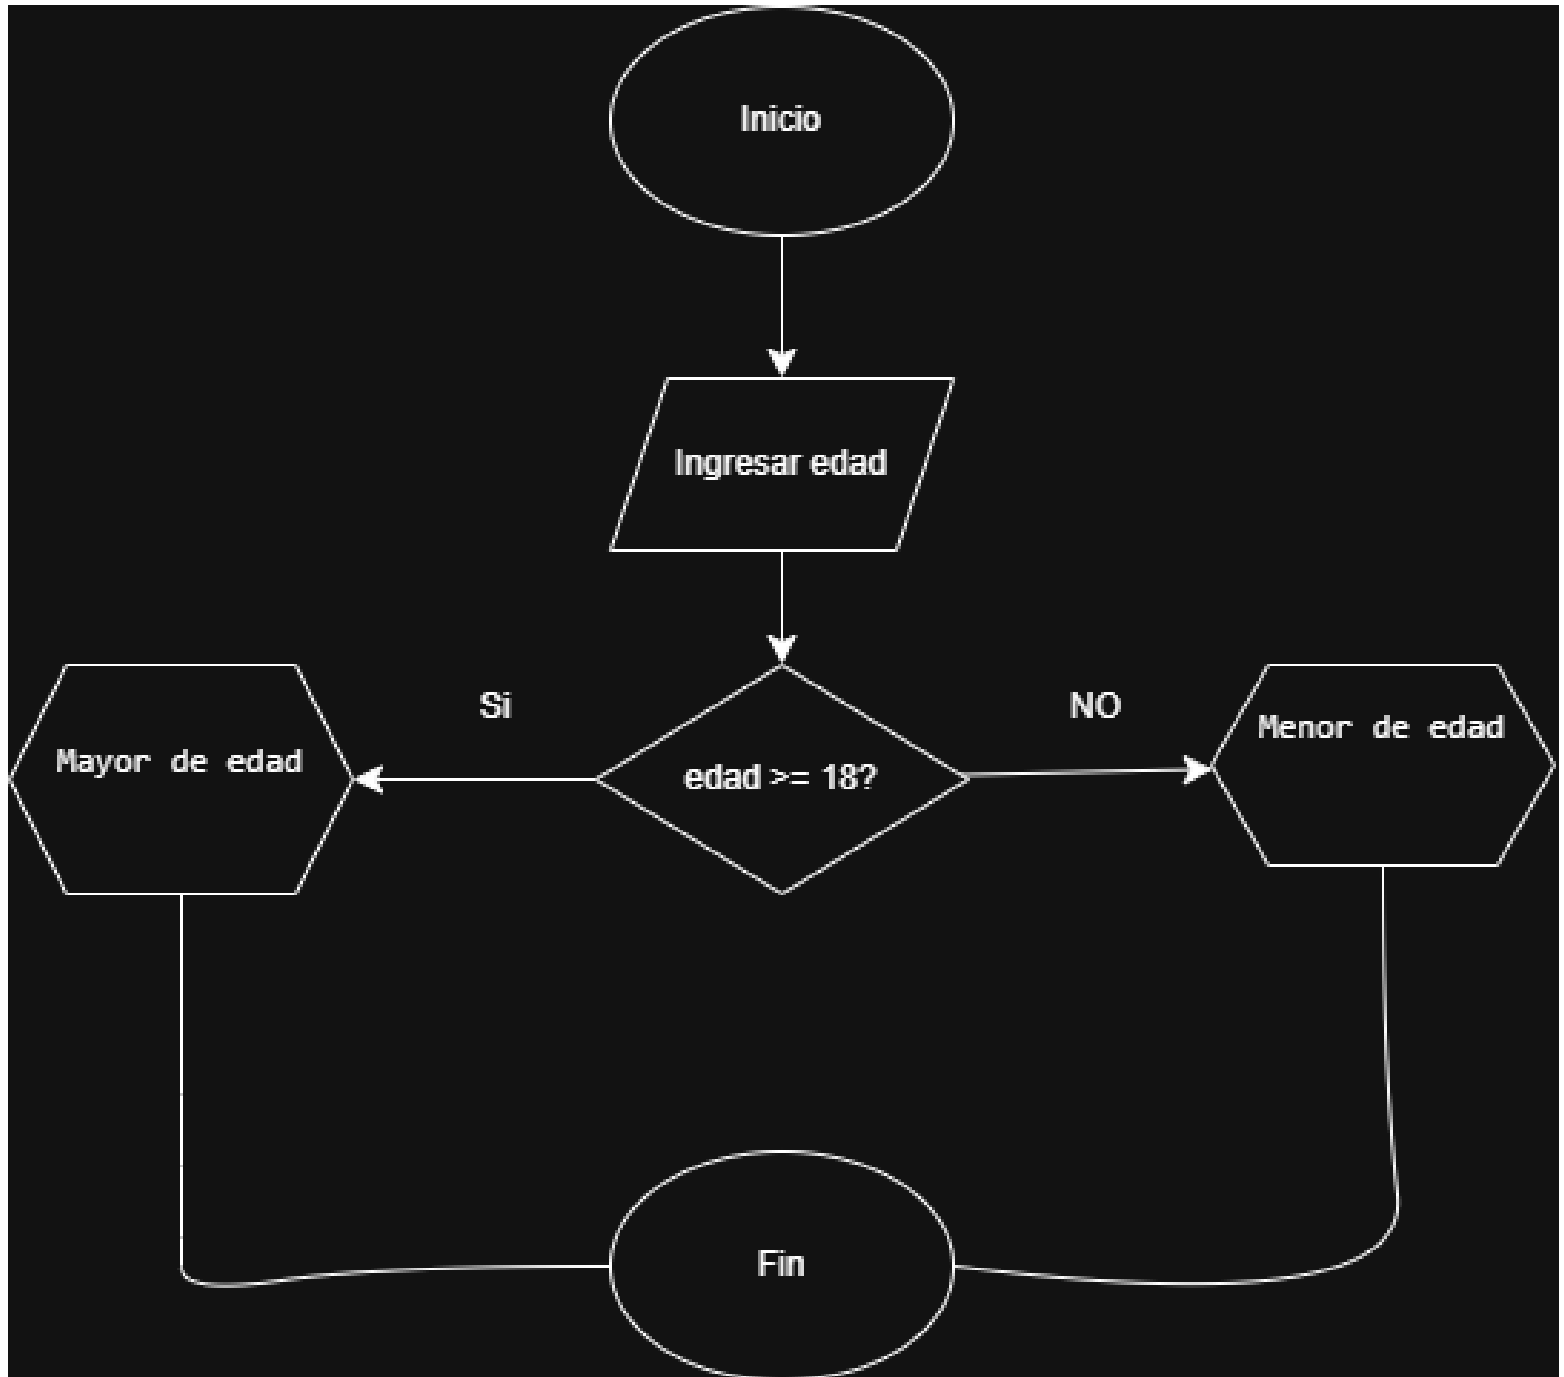 Inicio
Ingresar edad
Si
NO
Mayor de edad
edad >= 18?
Menor de edad
Fin